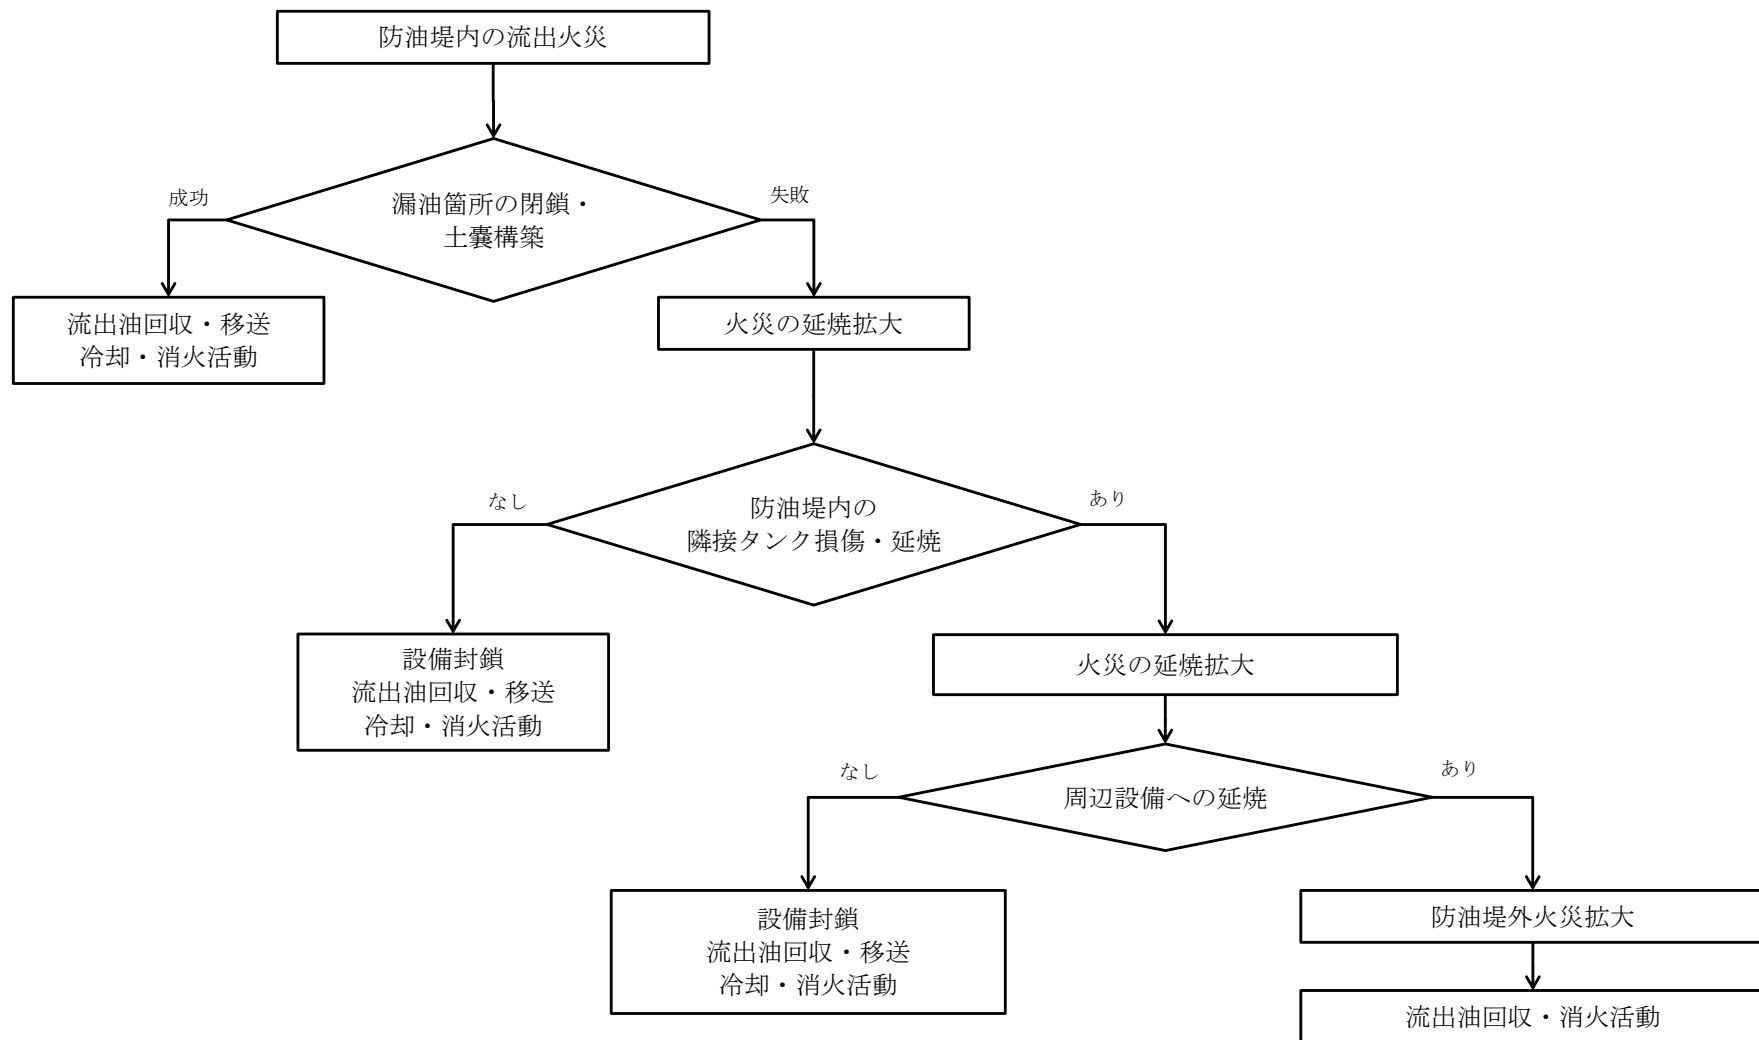 防油堤内の流出火災
成功
失敗
漏油箇所の閉鎖・
土嚢構築
流出油回収・移送
冷却・消火活動
火災の延焼拡大
なし
あり
防油堤内の
隣接タンク損傷・延焼
設備封鎖
流出油回収・移送
冷却・消火活動
火災の延焼拡大
なし
あり
周辺設備への延焼
設備封鎖
流出油回収・移送
冷却・消火活動
防油堤外火災拡大
流出油回収・消火活動